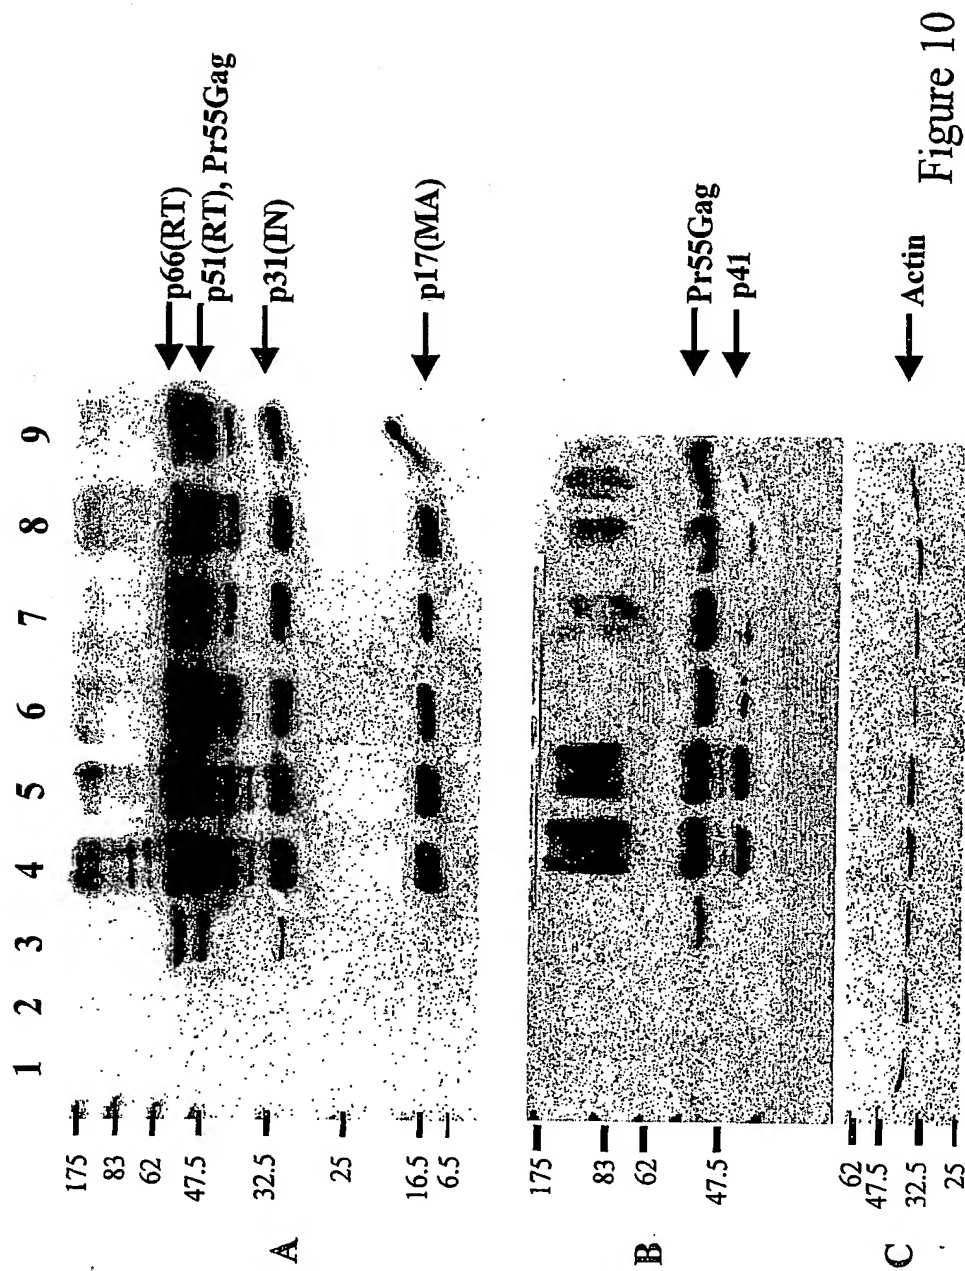 1 2 3 4 5 6 7 8 9
A
175
83
62
47.5
32.5
25
16.5
6.5
p66(RT)
p51(RT), Pr55Gag
p31(IN)
p17(MA)
B
175
83
62
47.5
Pr55Gag
p41
C
62
47.5
32.5
25
Actin
Figure 10